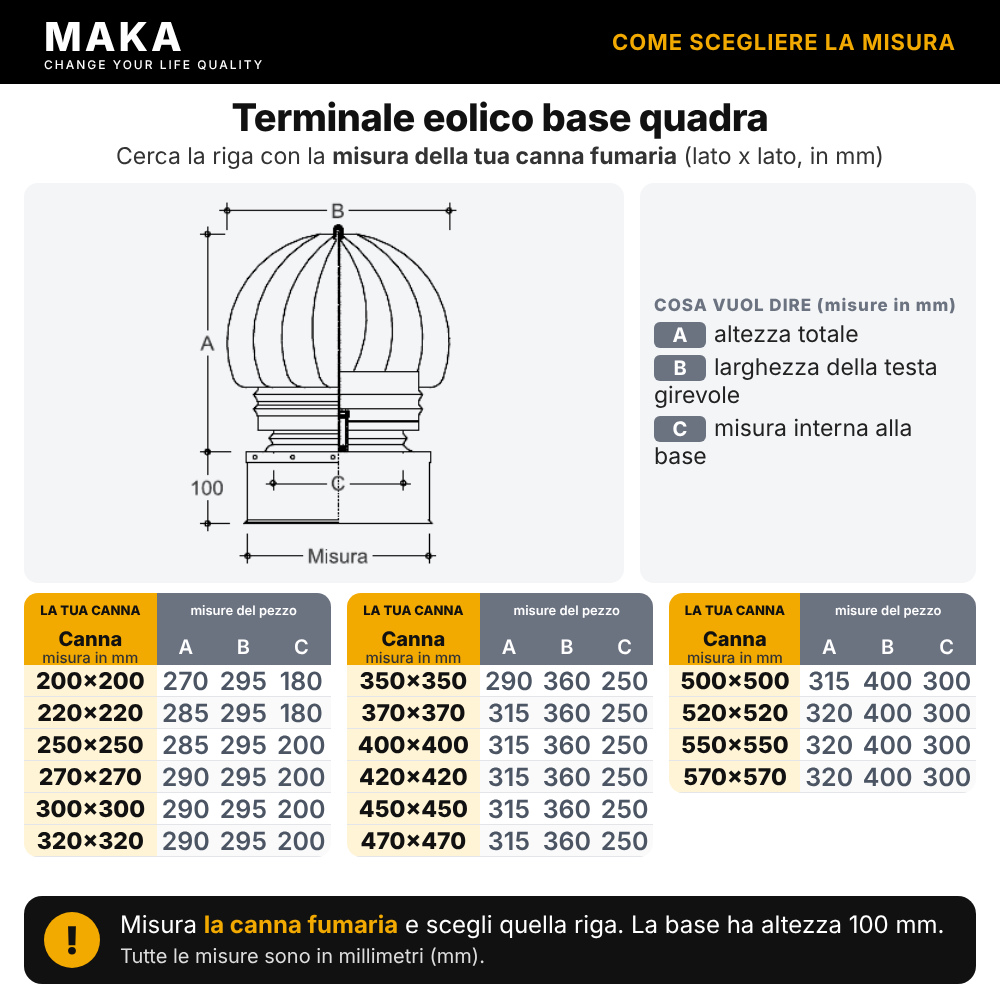 MAKA
CHANGE YOUR LIFE QUALITY
COME SCEGLIERE LA MISURA
Terminale eolico base quadra
Cerca la riga con la misura della tua canna fumaria (lato x lato, in mm)
B
A
100
C
Misura
COSA VUOL DIRE (misure in mm)
A altezza totale
B larghezza della testa
girevole
C misura interna alla
base
LA TUA CANNA misure del pezzo
Canna A B C
misura in mm
200×200 270 295 180
220×220 285 295 180
250×250 285 295 200
270×270 290 295 200
300×300 290 295 200
320×320 290 295 200
LA TUA CANNA misure del pezzo
Canna A B C
misura in mm
350×350 290 360 250
370×370 315 360 250
400×400 315 360 250
420×420 315 360 250
450×450 315 360 250
470×470 315 360 250
LA TUA CANNA misure del pezzo
Canna A B C
misura in mm
500×500 315 400 300
520×520 320 400 300
550×550 320 400 300
570×570 320 400 300
! Misura la canna fumaria e scegli quella riga. La base ha altezza 100 mm.
Tutte le misure sono in millimetri (mm).